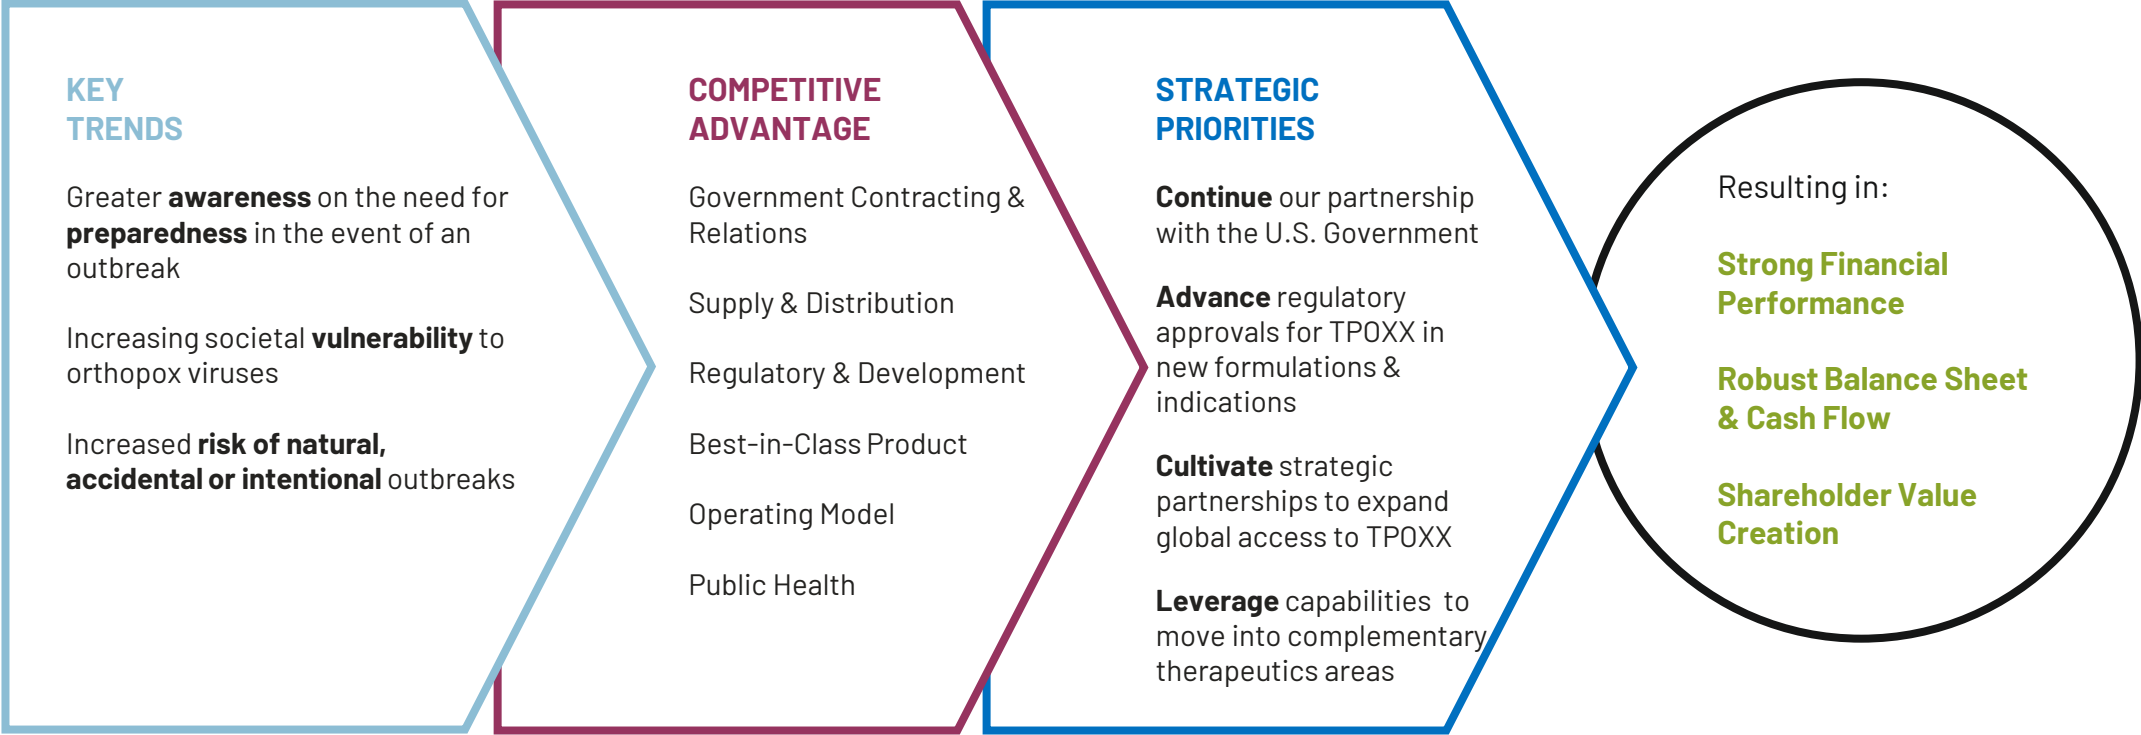 KEY
TRENDS
Greater awareness on the need for
preparedness in the event of an
outbreak
Increasing societal vulnerability to
orthopox viruses
Increased risk of natural,
accidental or intentional outbreaks
COMPETITIVE
ADVANTAGE
Government Contracting &
Relations
Supply & Distribution
Regulatory & Development
Best-in-Class Product
Operating Model
Public Health
STRATEGIC
PRIORITIES
Continue our partnership
with the U.S. Government
Advance regulatory
approvals for TPOXX in
new formulations &
indications
Cultivate strategic
partnerships to expand
global access to TPOXX
Leverage capabilities to
move into complementary
therapeutics areas
Resulting in:
Strong Financial
Performance
Robust Balance Sheet
& Cash Flow
Shareholder Value
Creation